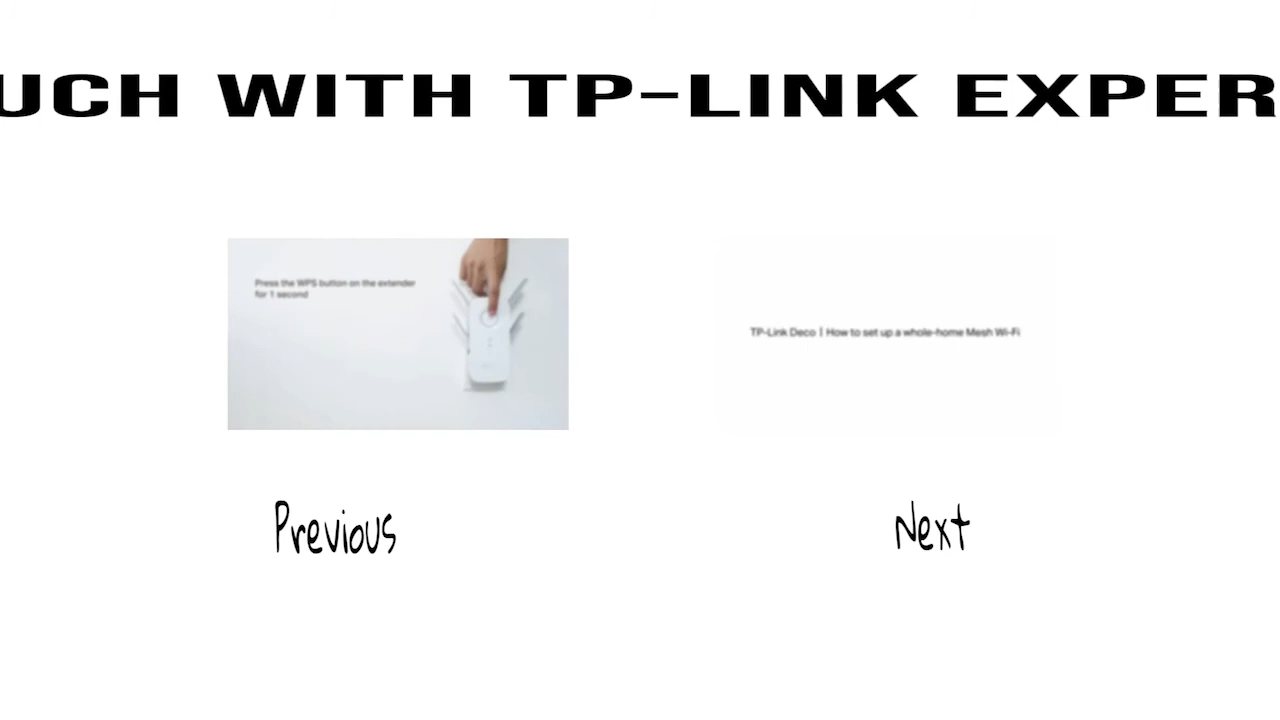 UCH WITH TP-LINK EXPER
Press the WPS button on the extender
for 1 second
TP-Link Deco | How to set up a whole-home Mesh Wi-Fi
Previous
Next